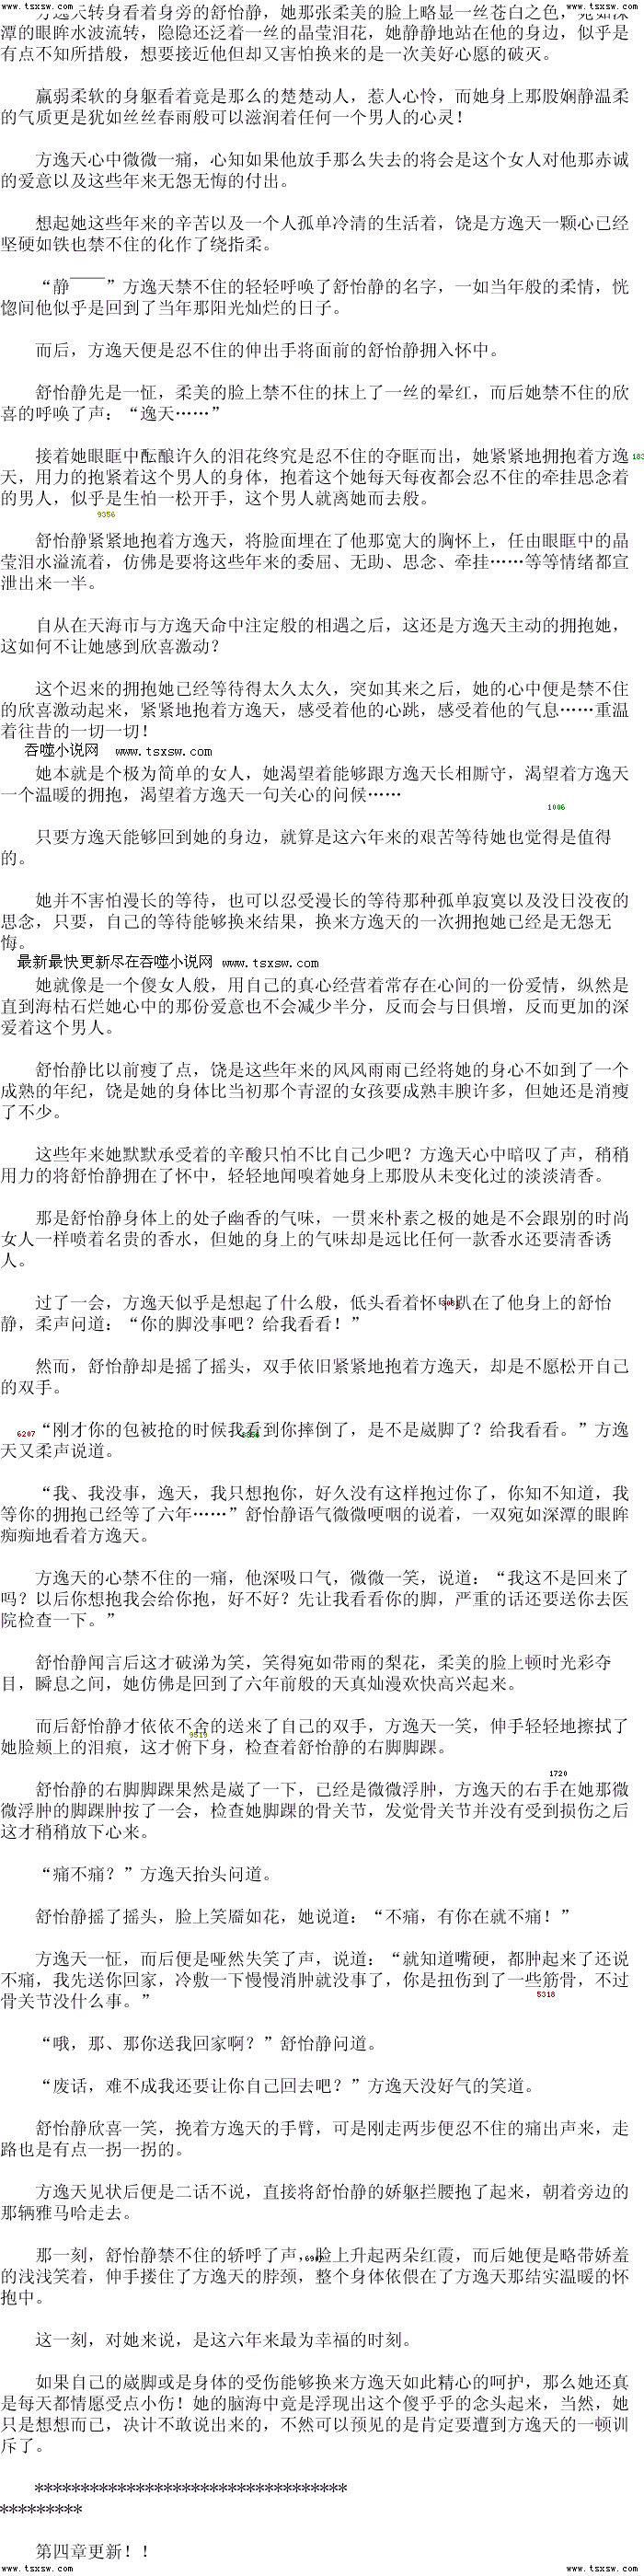 www.tsxsw.com www.tsxsw.com
方逸天转身看着身旁的舒怡静，她那张柔美的脸上略显一丝苍白之色，宛如深
潭的眼眸水波流转，隐隐还泛着一丝的晶莹泪花，她静静地站在他的身边，似乎是
有点不知所措般，想要接近他但却又害怕换来的是一次美好心愿的破灭。
羸弱柔软的身躯看着竟是那么的楚楚动人，惹人心怜，而她身上那股娴静温柔
的气质更是犹如丝丝春雨般可以滋润着任何一个男人的心灵！
方逸天心中微微一痛，心知如果他放手那么失去的将会是这个女人对他那赤诚
的爱意以及这些年来无怨无悔的付出。
想起她这些年来的辛苦以及一个人孤单冷清的生活着，饶是方逸天一颗心已经
坚硬如铁也禁不住的化作了绕指柔。
“静￣￣”方逸天禁不住的轻轻呼唤了舒怡静的名字，一如当年般的柔情，恍
惚间他似乎是回到了当年那阳光灿烂的日子。
而后，方逸天便是忍不住的伸出手将面前的舒怡静拥入怀中。
舒怡静先是一怔，柔美的脸上禁不住的抹上了一丝的晕红，而后她禁不住的欣
喜的呼唤了声：“逸天……”
接着她眼眶中酝酿许久的泪花终究是忍不住的夺眶而出，她紧紧地拥抱着方逸
天，用力的抱紧着这个男人的身体，抱着这个她每天每夜都会忍不住的牵挂思念着
的男人，似乎是生怕一松开手，这个男人就离她而去般。
9356
舒怡静紧紧地抱着方逸天，将脸面埋在了他那宽大的胸怀上，任由眼眶中的晶
莹泪水溢流着，仿佛是要将这些年来的委屈、无助、思念、牵挂……等等情绪都宣
泄出来一半。
自从在天海市与方逸天命中注定般的相遇之后，这还是方逸天主动的拥抱她，
这如何不让她感到欣喜激动？
这个迟来的拥抱她已经等待得太久太久，突如其来之后，她的心中便是禁不住
的欣喜激动起来，紧紧地抱着方逸天，感受着他的心跳，感受着他的气息……重温
着往昔的一切一切！
吞噬小说网 www.tsxsw.com
她本就是个极为简单的女人，她渴望着能够跟方逸天长相厮守，渴望着方逸天
一个温暖的拥抱，渴望着方逸天一句关心的问候……
1006
只要方逸天能够回到她的身边，就算是这六年来的艰苦等待她也觉得是值得
的。
她并不害怕漫长的等待，也可以忍受漫长的等待那种孤单寂寞以及没日没夜的
思念，只要，自己的等待能够换来结果，换来方逸天的一次拥抱她已经是无怨无
悔。
最新最快更新尽在吞噬小说网 www.tsxsw.com
她就像是一个傻女人般，用自己的真心经营着常存在心间的一份爱情，纵然是
直到海枯石烂她心中的那份爱意也不会减少半分，反而会与日俱增，反而更加的深
爱着这个男人。
舒怡静比以前瘦了点，饶是这些年来的风风雨雨已经将她的身心不如到了一个
成熟的年纪，饶是她的身体比当初那个青涩的女孩要成熟丰腴许多，但她还是消瘦
了不少。
这些年来她默默承受着的辛酸只怕不比自己少吧？方逸天心中暗叹了声，稍稍
用力的将舒怡静拥在了怀中，轻轻地闻嗅着她身上那股从未变化过的淡淡清香。
那是舒怡静身体上的处子幽香的气味，一贯来朴素之极的她是不会跟别的时尚
女人一样喷着名贵的香水，但她的身上的气味却是远比任何一款香水还要清香诱
人。
过了一会，方逸天似乎是想起了什么般，低头看着怀中趴在了他身上的舒怡
静，柔声问道：“你的脚没事吧？给我看看！”
然而，舒怡静却是摇了摇头，双手依旧紧紧地抱着方逸天，却是不愿松开自己
的双手。
6207
“刚才你的包被抢的时候我看到你摔倒了，是不是崴脚了？给我看看。”方逸
天又柔声说道。
“我、我没事，逸天，我只想抱你，好久没有这样抱过你了，你知不知道，我
等你的拥抱已经等了六年……”舒怡静语气微微哽咽的说着，一双宛如深潭的眼眸
痴痴地看着方逸天。
方逸天的心禁不住的一痛，他深吸口气，微微一笑，说道：“我这不是回来了
吗？以后你想抱我会给你抱，好不好？先让我看看你的脚，严重的话还要送你去医
院检查一下。”
舒怡静闻言后这才破涕为笑，笑得宛如带雨的梨花，柔美的脸上顿时光彩夺
目，瞬息之间，她仿佛是回到了六年前般的天真灿漫欢快高兴起来。
而后舒怡静才依依不舍的送来了自己的双手，方逸天一笑，伸手轻轻地擦拭了
9519
她脸颊上的泪痕，这才俯下身，检查着舒怡静的右脚脚踝。
1720
舒怡静的右脚脚踝果然是崴了一下，已经是微微浮肿，方逸天的右手在她那微
微浮肿的脚踝肿按了一会，检查她脚踝的骨关节，发觉骨关节并没有受到损伤之后
这才稍稍放下心来。
“痛不痛？”方逸天抬头问道。
舒怡静摇了摇头，脸上笑靥如花，她说道：“不痛，有你在就不痛！”
方逸天一怔，而后便是哑然失笑了声，说道：“就知道嘴硬，都肿起来了还说
不痛，我先送你回家，冷敷一下慢慢消肿就没事了，你是扭伤到了一些筋骨，不过
骨关节没什么事。”
5318
“哦，那、那你送我回家啊？”舒怡静问道。
“废话，难不成我还要让你自己回去吧？”方逸天没好气的笑道。
舒怡静欣喜一笑，挽着方逸天的手臂，可是刚走两步便忍不住的痛出声来，走
路也是有点一拐一拐的。
方逸天见状后便是二话不说，直接将舒怡静的娇躯拦腰抱了起来，朝着旁边的
那辆雅马哈走去。
那一刻，舒怡静禁不住的轿呼了声，脸上升起两朵红霞，而后她便是略带娇羞
的浅浅笑着，伸手搂住了方逸天的脖颈，整个身体依偎在了方逸天那结实温暖的怀
抱中。
这一刻，对她来说，是这六年来最为幸福的时刻。
如果自己的崴脚或是身体的受伤能够换来方逸天如此精心的呵护，那么她还真
是每天都情愿受点小伤！她的脑海中竟是浮现出这个傻乎乎的念头起来，当然，她
只是想想而已，决计不敢说出来的，不然可以预见的是肯定要遭到方逸天的一顿训
斥了。
**********************************
*********
第四章更新！！
www.tsxsw.com www.tsxsw.com